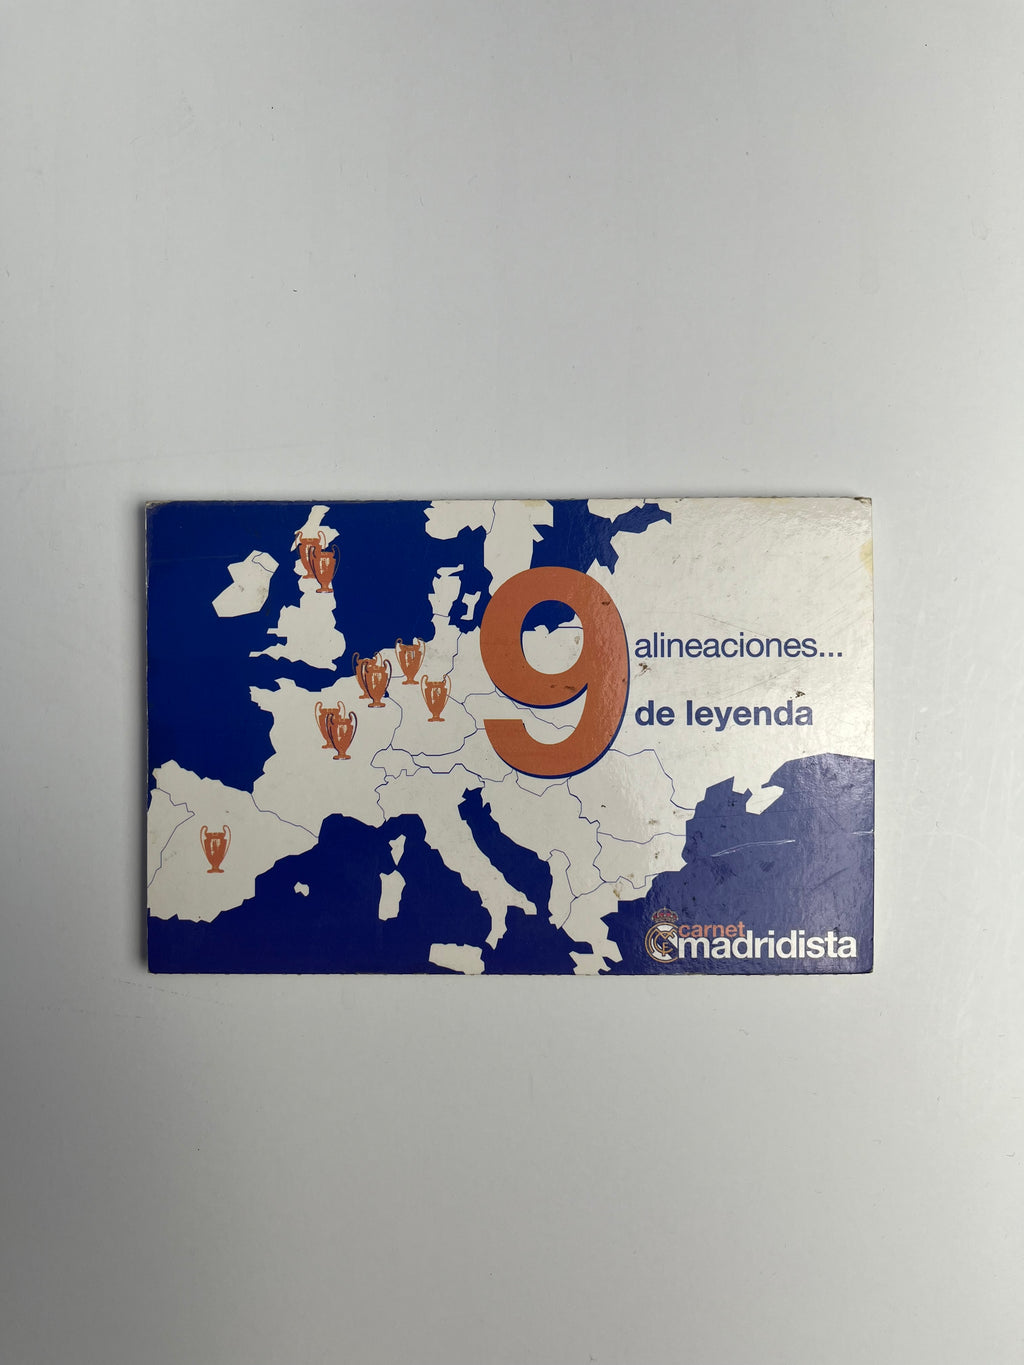 9
alineaciones...
de leyenda
carnet
madridista